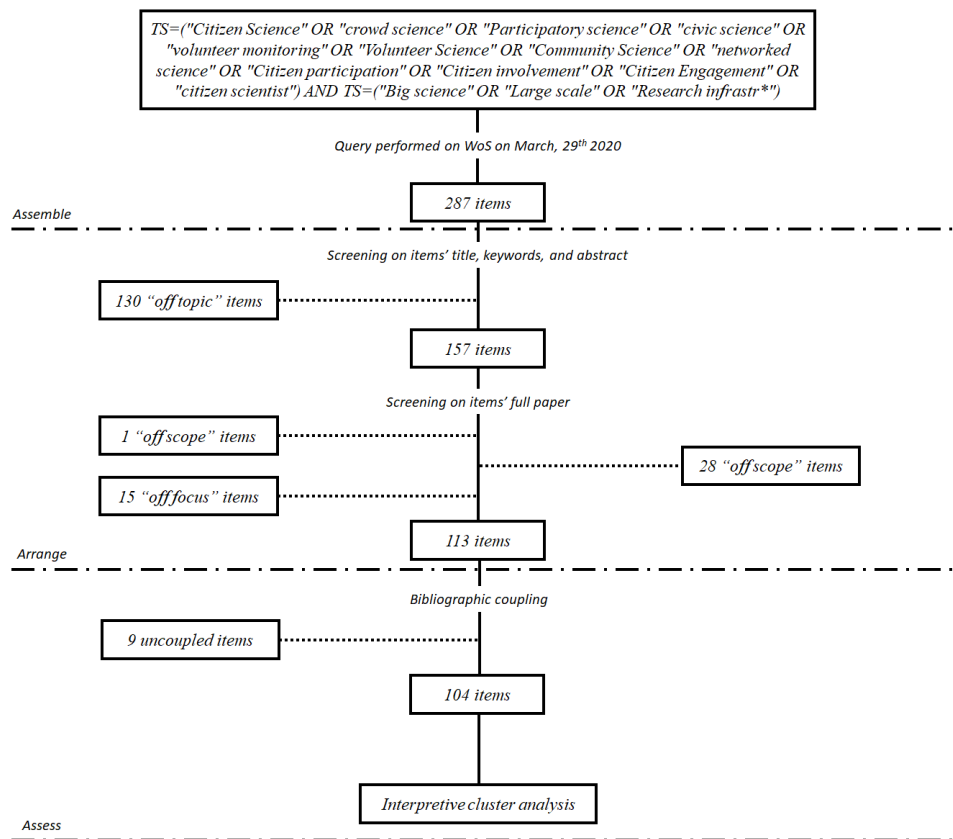 TS=("Citizen Science" OR "crowd science" OR "Participatory science" OR "civic science" OR
"volunteer monitoring" OR "Volunteer Science" OR "Community Science" OR "networked
science" OR "Citizen participation" OR "Citizen involvement" OR "Citizen Engagement" OR
"citizen scientist") AND TS=("Big science" OR "Large scale" OR "Research infrastr*")
Query performed on WoS on March, 29th 2020
287 items
Assemble
Screening on items' title, keywords, and abstract
130 "off topic" items
157 items
Screening on items' full paper
1 "off scope" items
28 "off scope" items
15 "off focus" items
113 items
Arrange
Bibliographic coupling
9 uncoupled items
104 items
Interpretive cluster analysis
Assess